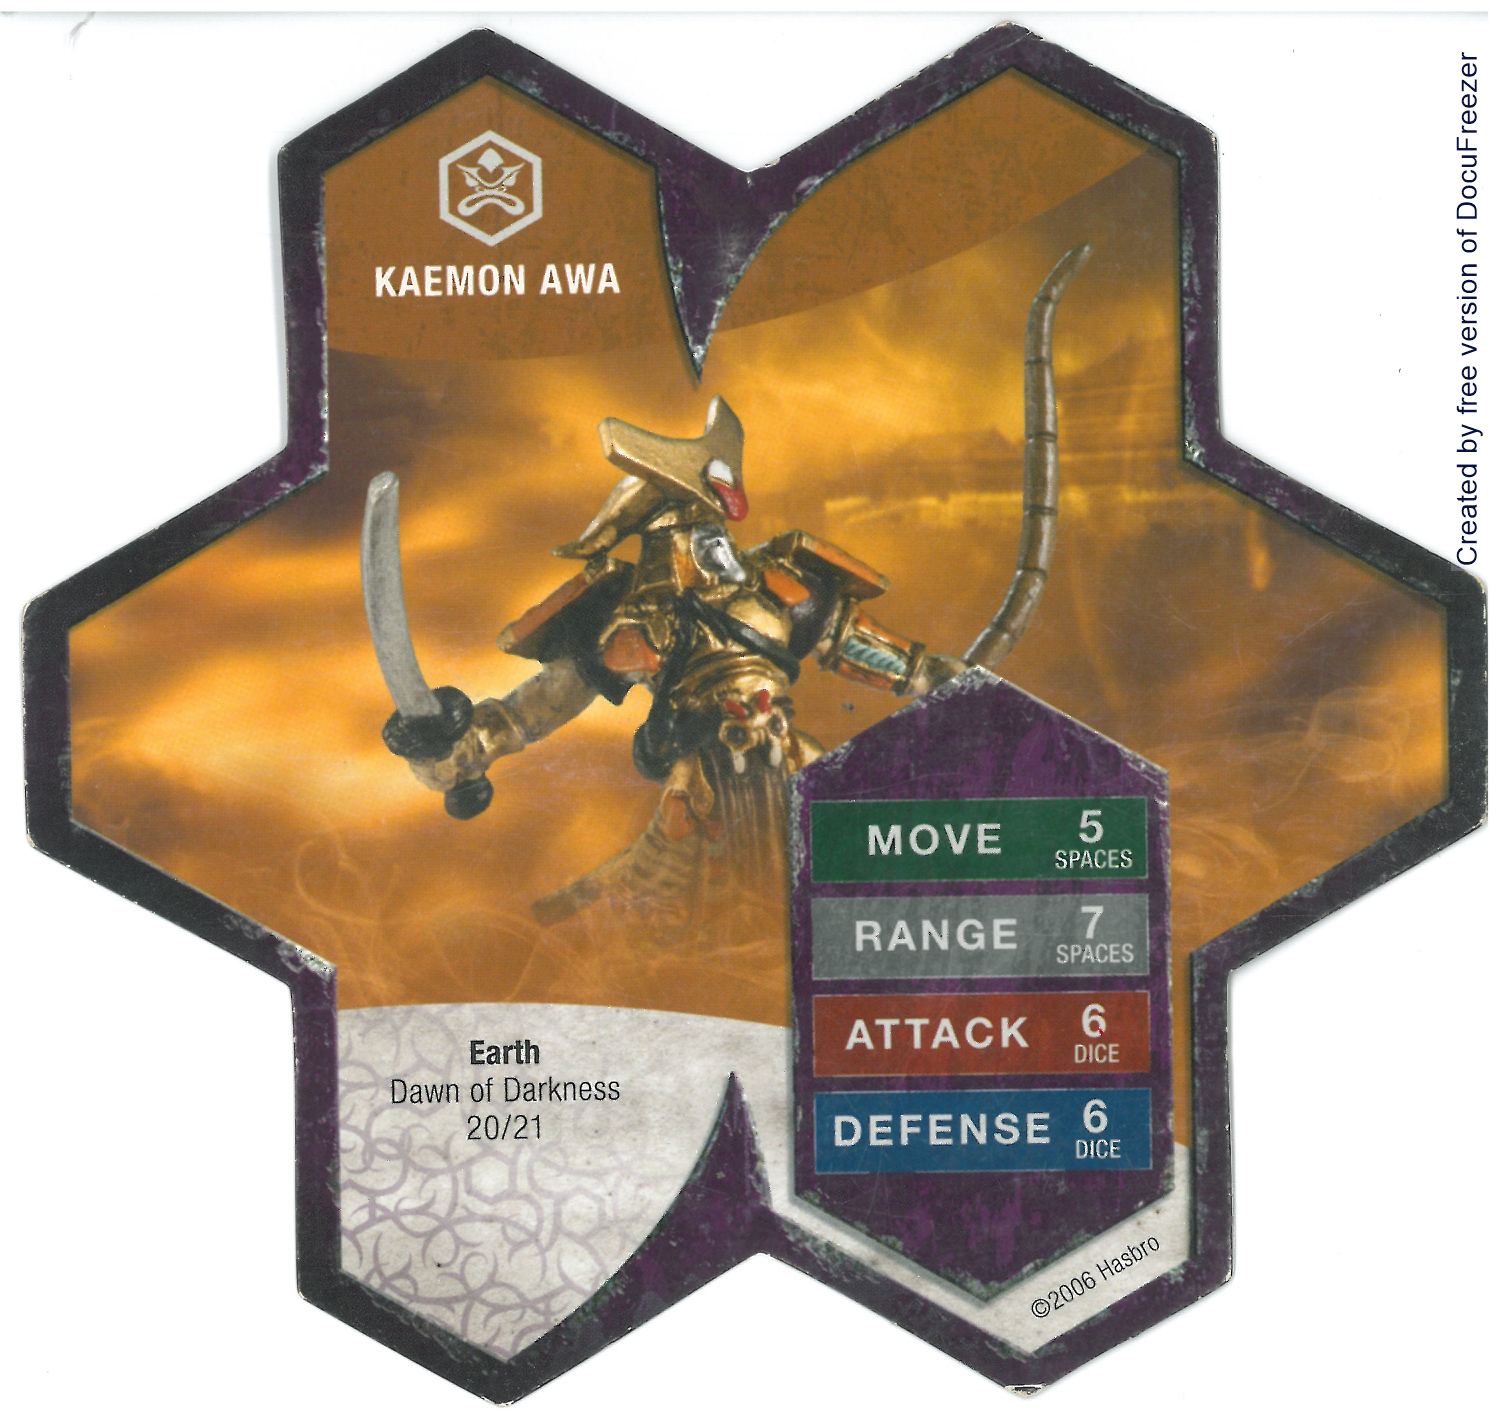 KAEMON AWA
MOVE 5
SPACES
RANGE 7
SPACES
ATTACK 6
DICE
DEFENSE 6
DICE
Earth
Dawn of Darkness
20/21
©2006 Hasbro
Created by free version of DocuFreezer